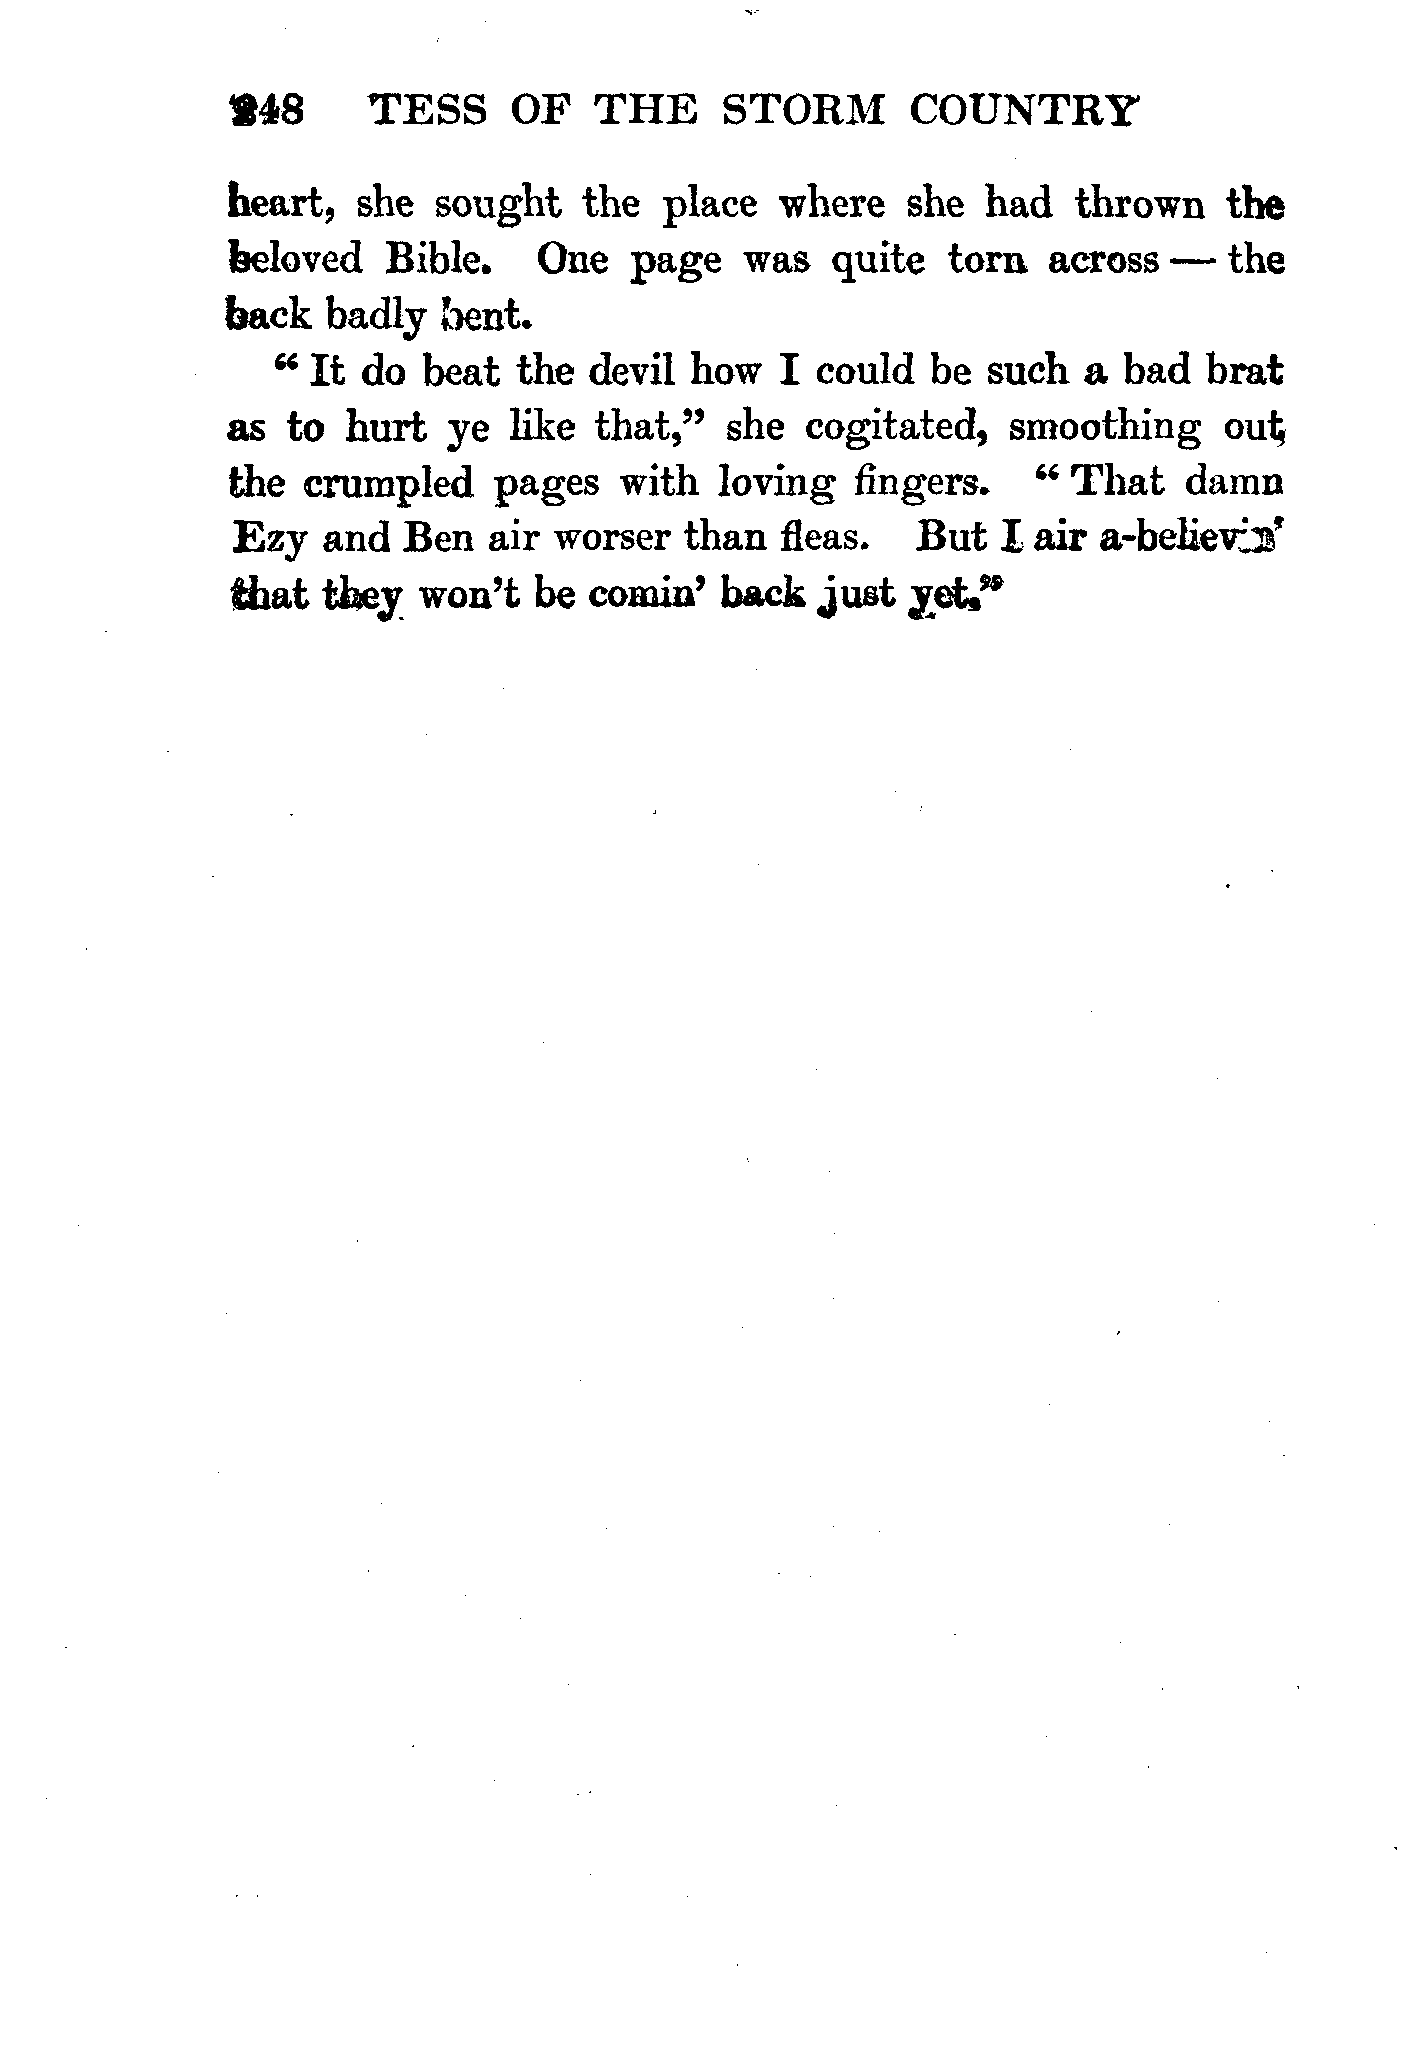 248 TESS OF THE STORM COUNTRY
heart, she sought the place where she had thrown the
beloved Bible. One page was quite torn across — the
back badly bent.
“ It do beat the devil how I could be such a bad brat
as to hurt ye like that,” she cogitated, smoothing out
the crumpled pages with loving fingers. “ That damn
Ezy and Ben air worser than fleas. But I air a-believin’
that they won’t be comin’ back just yet.”